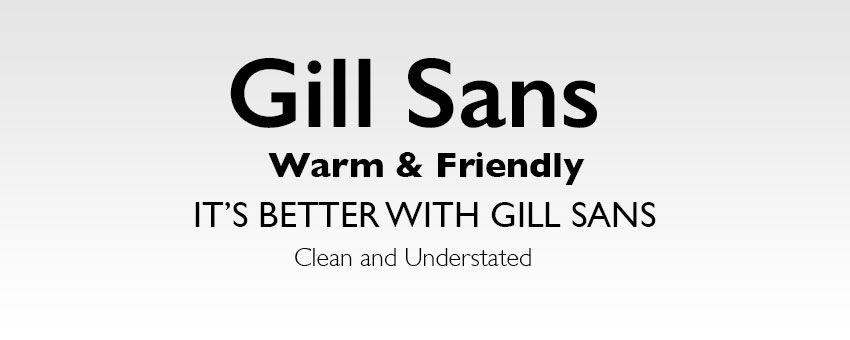 Gill Sans
Warm & Friendly
IT’S BETTER WITH GILL SANS
Clean and Understated